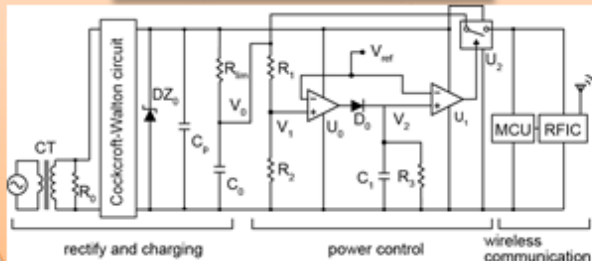 CT
R₀
Cockcroft-Walton circuit
DZ₀
Cₚ
Rlim
V₀
C₀
R₁
V₁
R₂
Vref
U₀
D₀
V₂
C₁
R₃
U₁
U₂
MCU
RFIC
rectify and charging
power control
wireless
communication